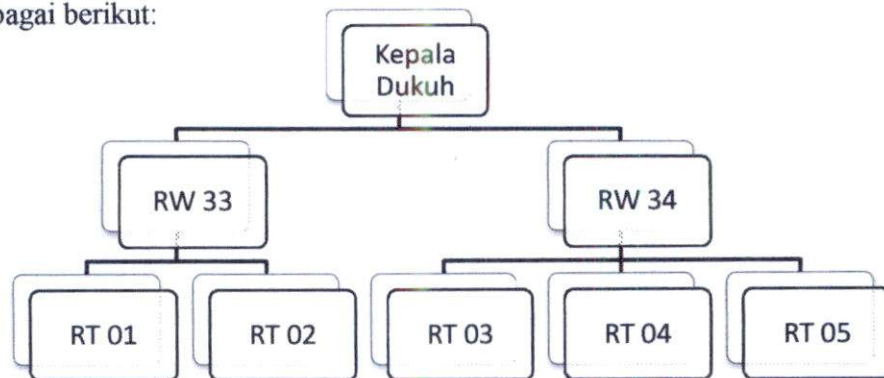 bagai berikut:
Kepala
Dukuh
RW 33
RW 34
RT 01
RT 02
RT 03
RT 04
RT 05